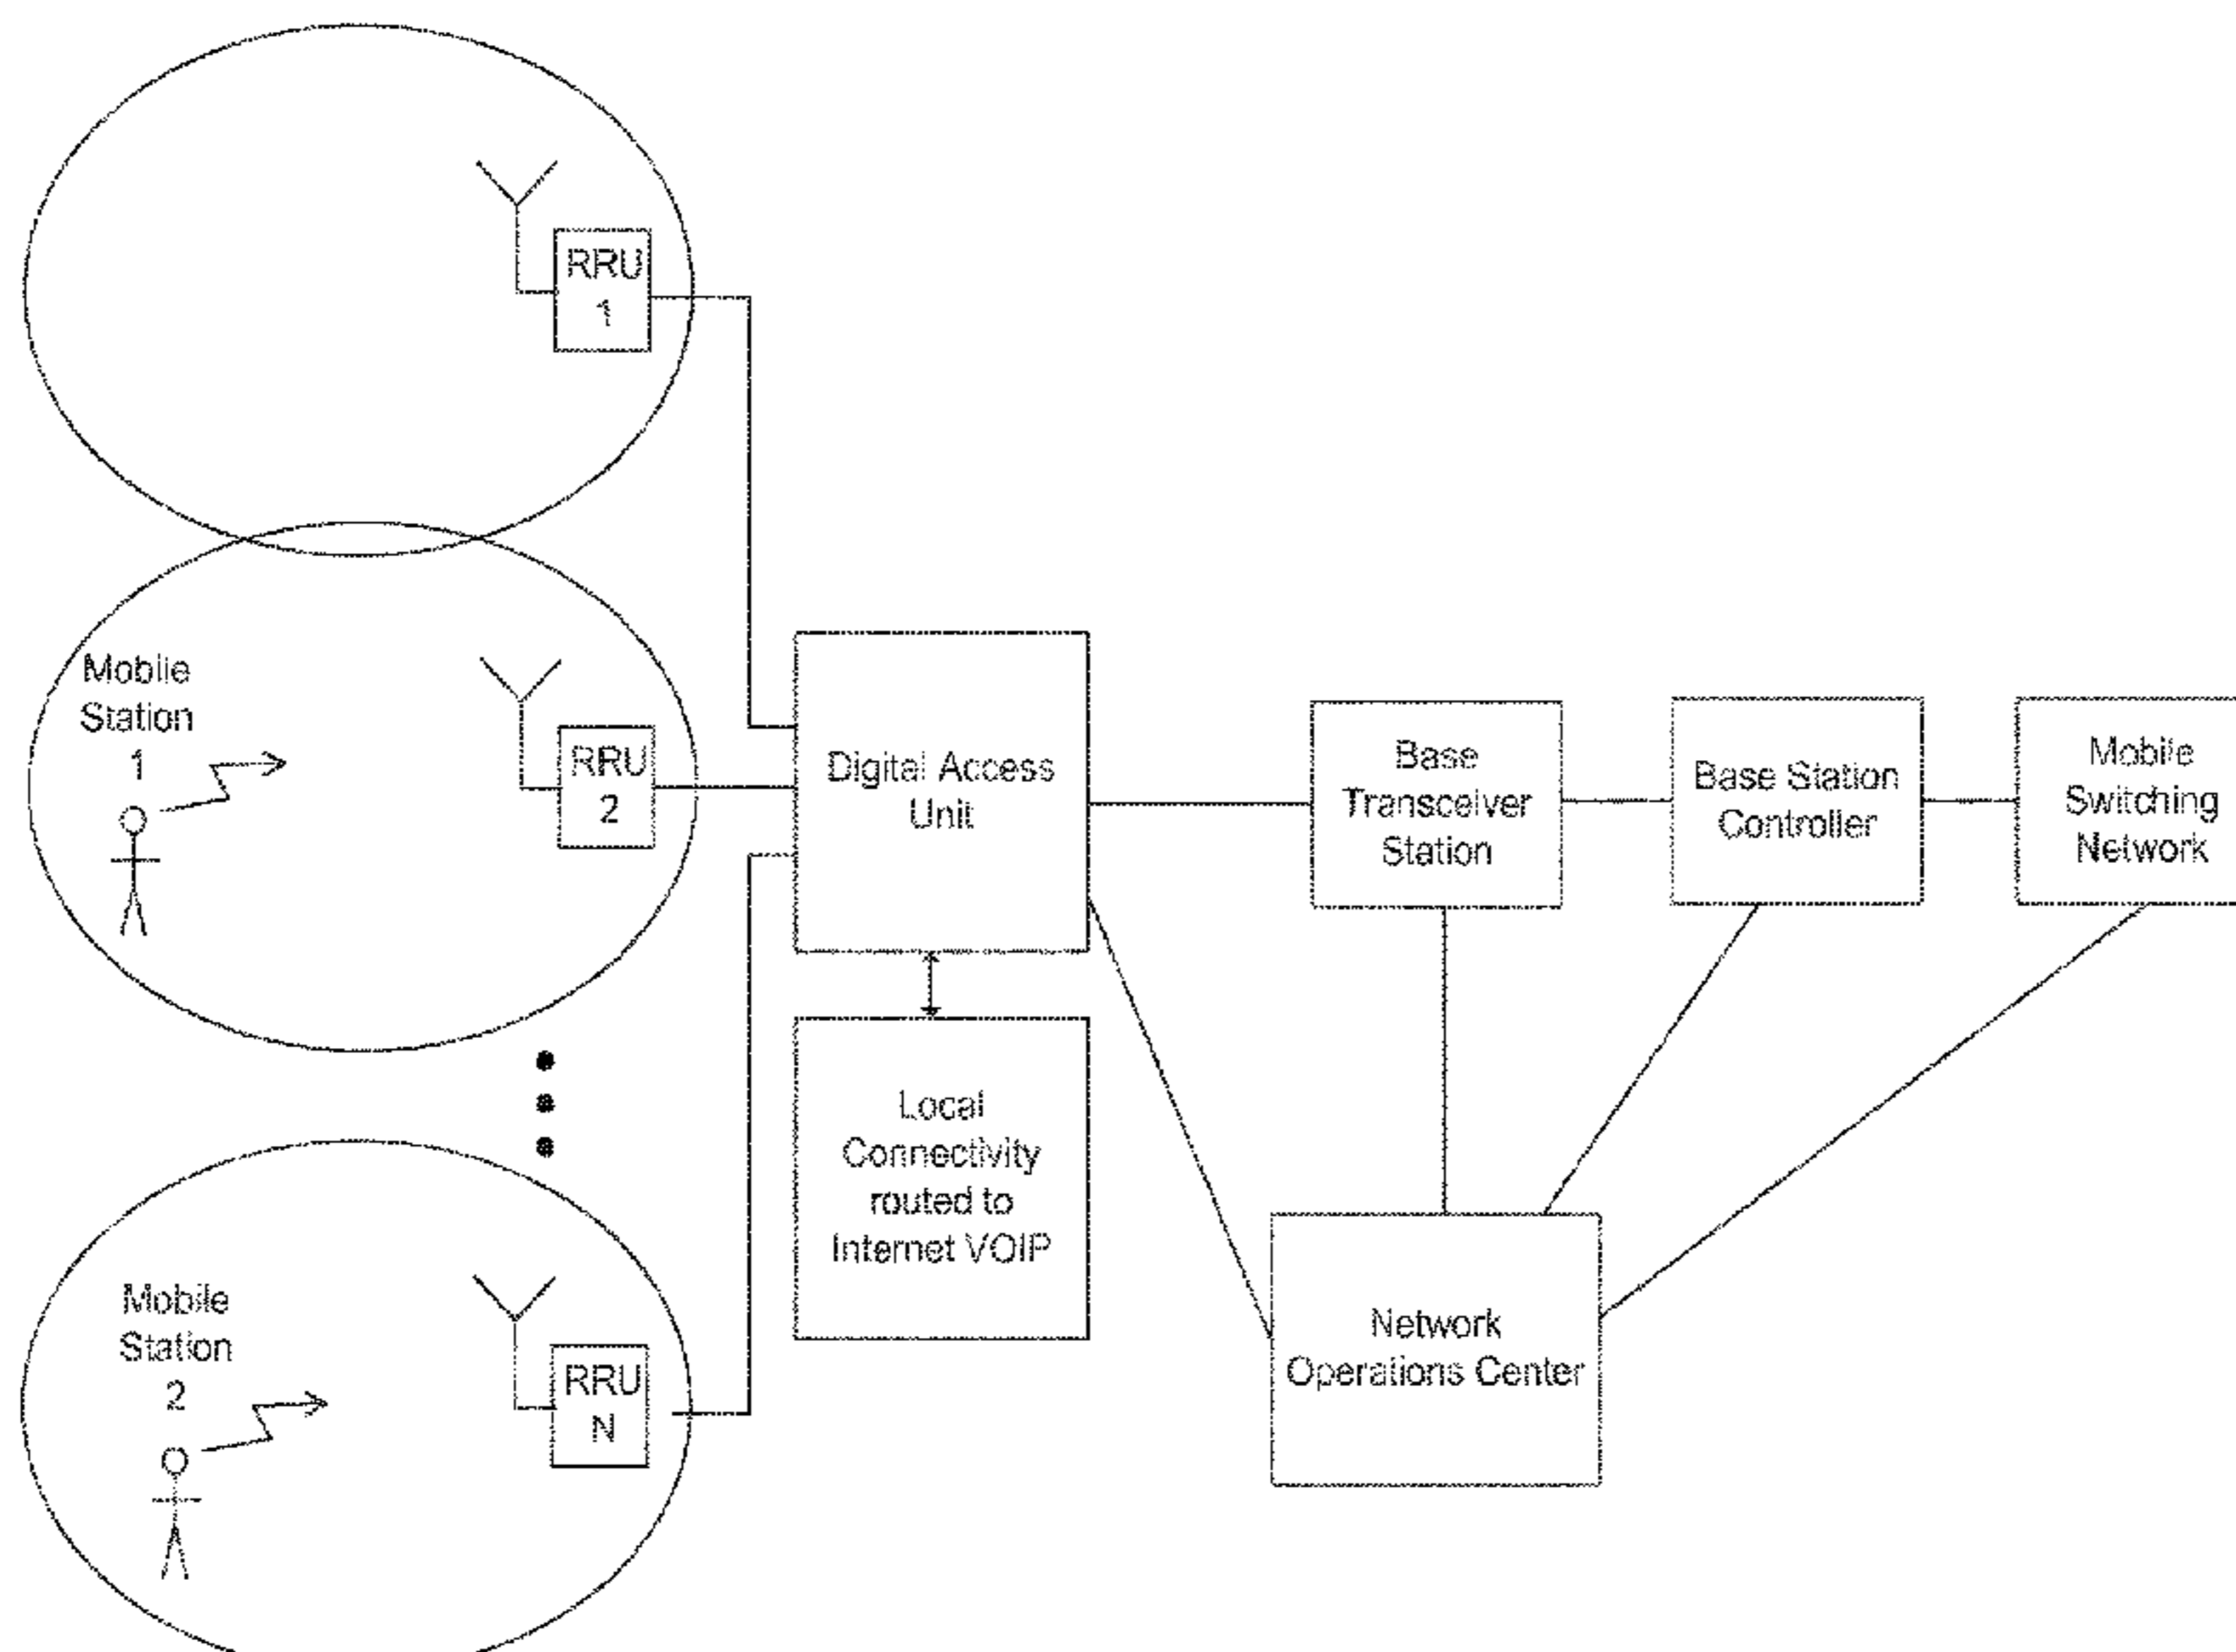 RRU
1
Mobile
Station
1
RRU
2
Digital Access
Unit
Base
Transceiver
Station
Base Station
Controller
Mobile
Switching
Network
Local
Connectivity
routed to
Internet VOIP
Mobile
Station
2
RRU
N
Network
Operations Center